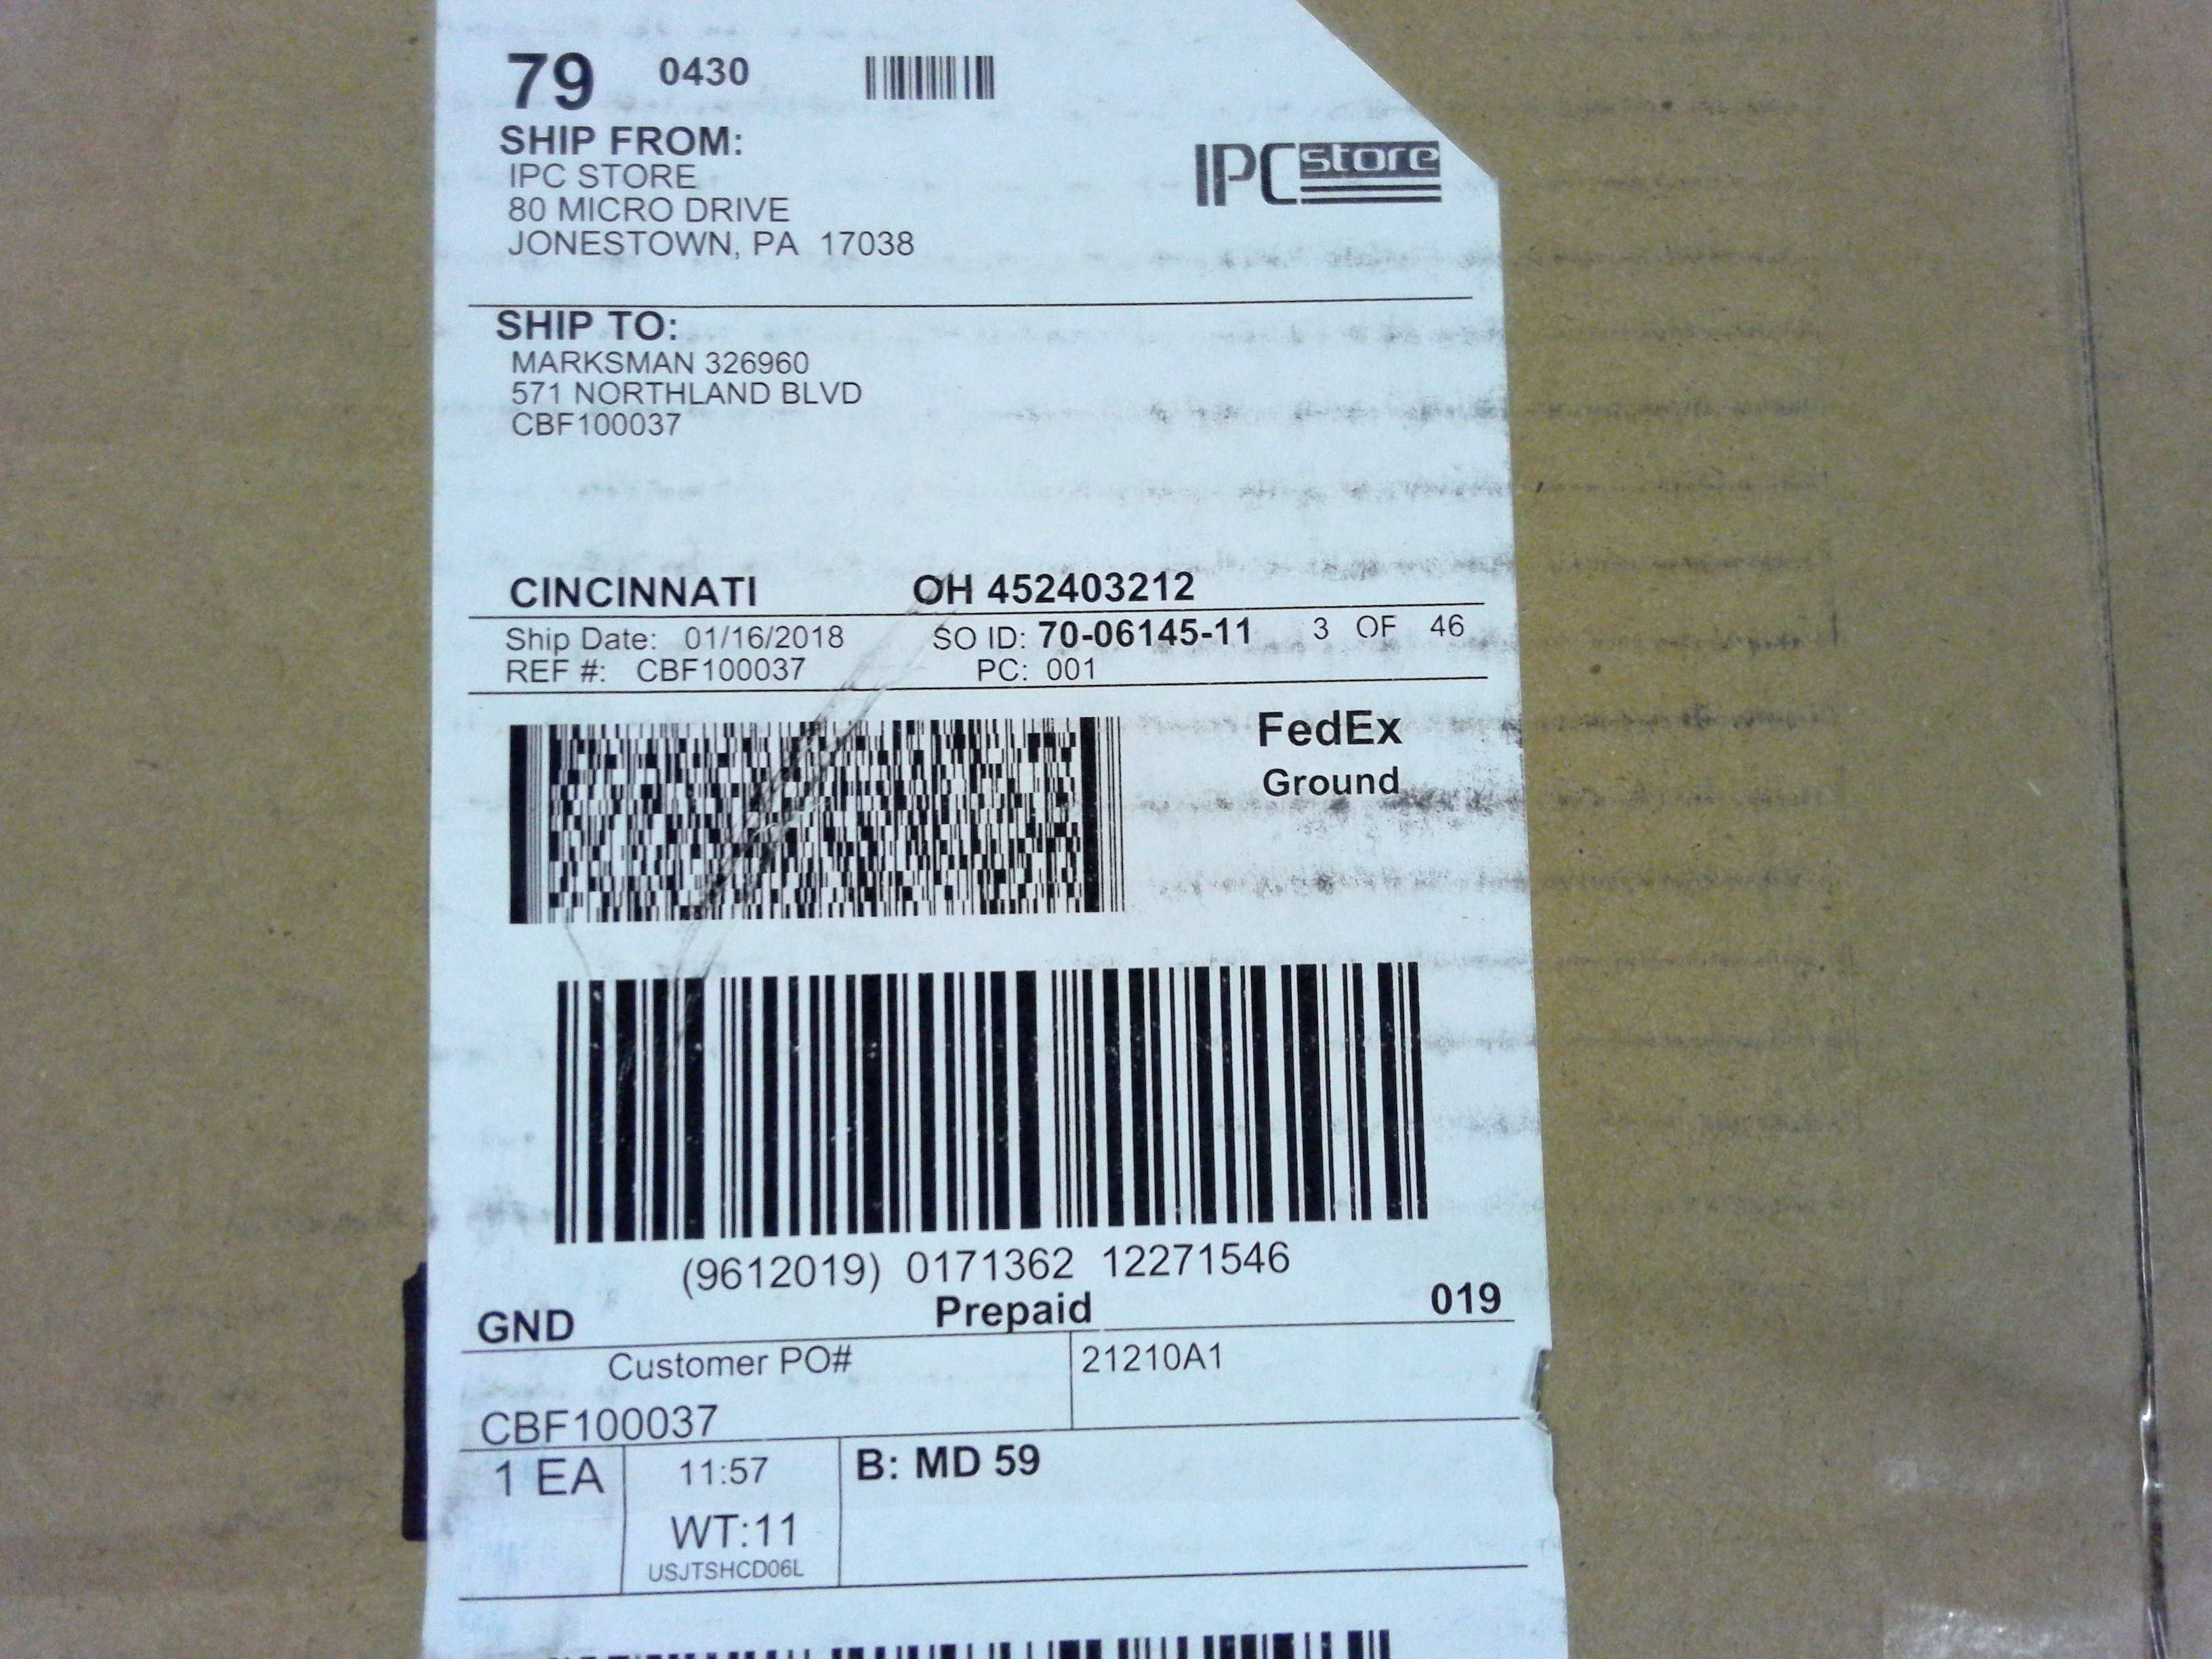 79 0430
SHIP FROM:
IPC STORE
80 MICRO DRIVE
JONESTOWN, PA 17038
IPC store
SHIP TO:
MARKSMAN 326960
571 NORTHLAND BLVD
CBF100037
CINCINNATI OH 452403212
Ship Date: 01/16/2018 SO ID: 70-06145-11 3 OF 46
REF #: CBF100037 PC: 001
FedEx
Ground
(9612019) 0171362 12271546
GND Prepaid 019
Customer PO# 21210A1
CBF100037
1 EA 11:57 B: MD 59
WT:11
USJTSHCD06L